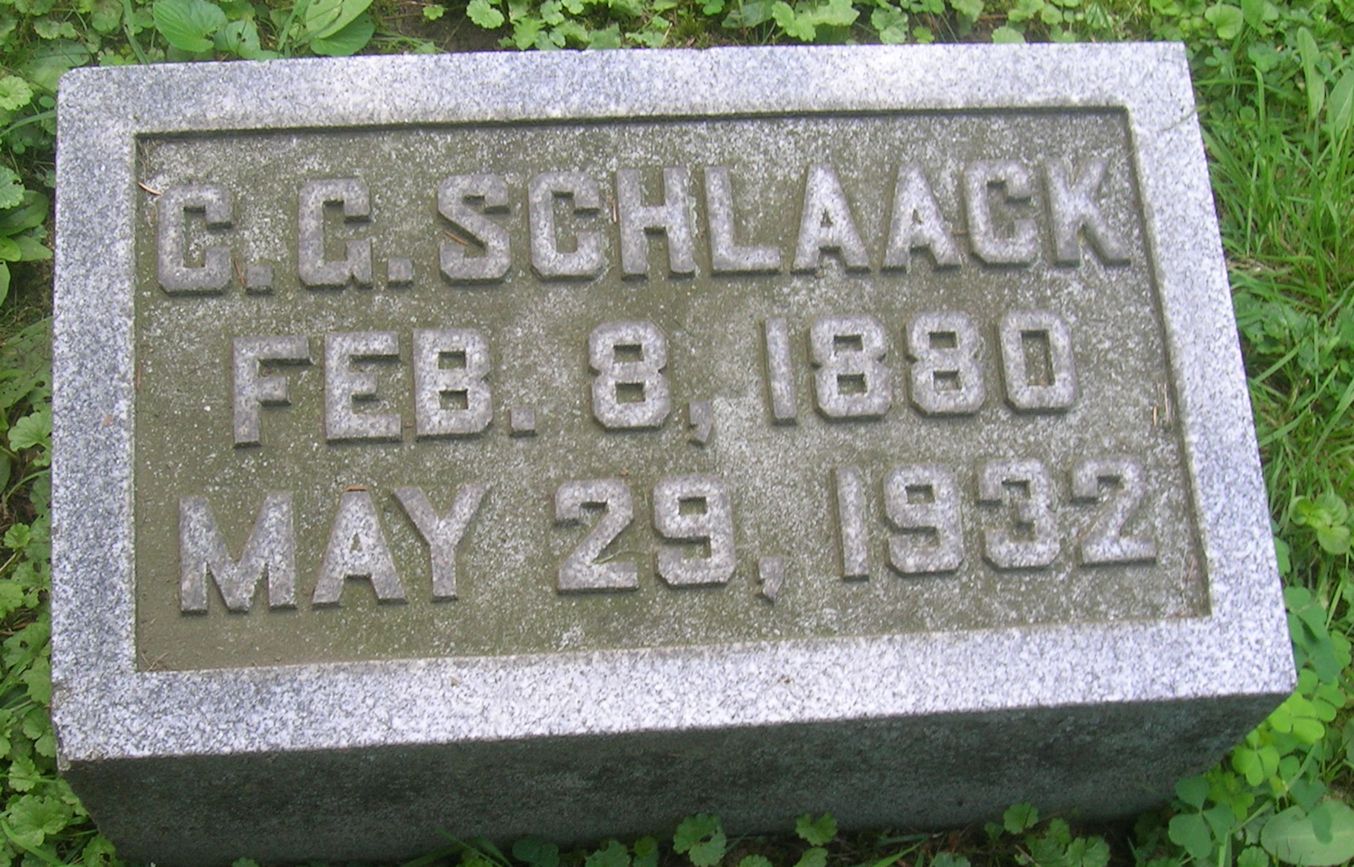 C. G. SCHLAACK
FEB. 8, 1880
MAY 29, 1932